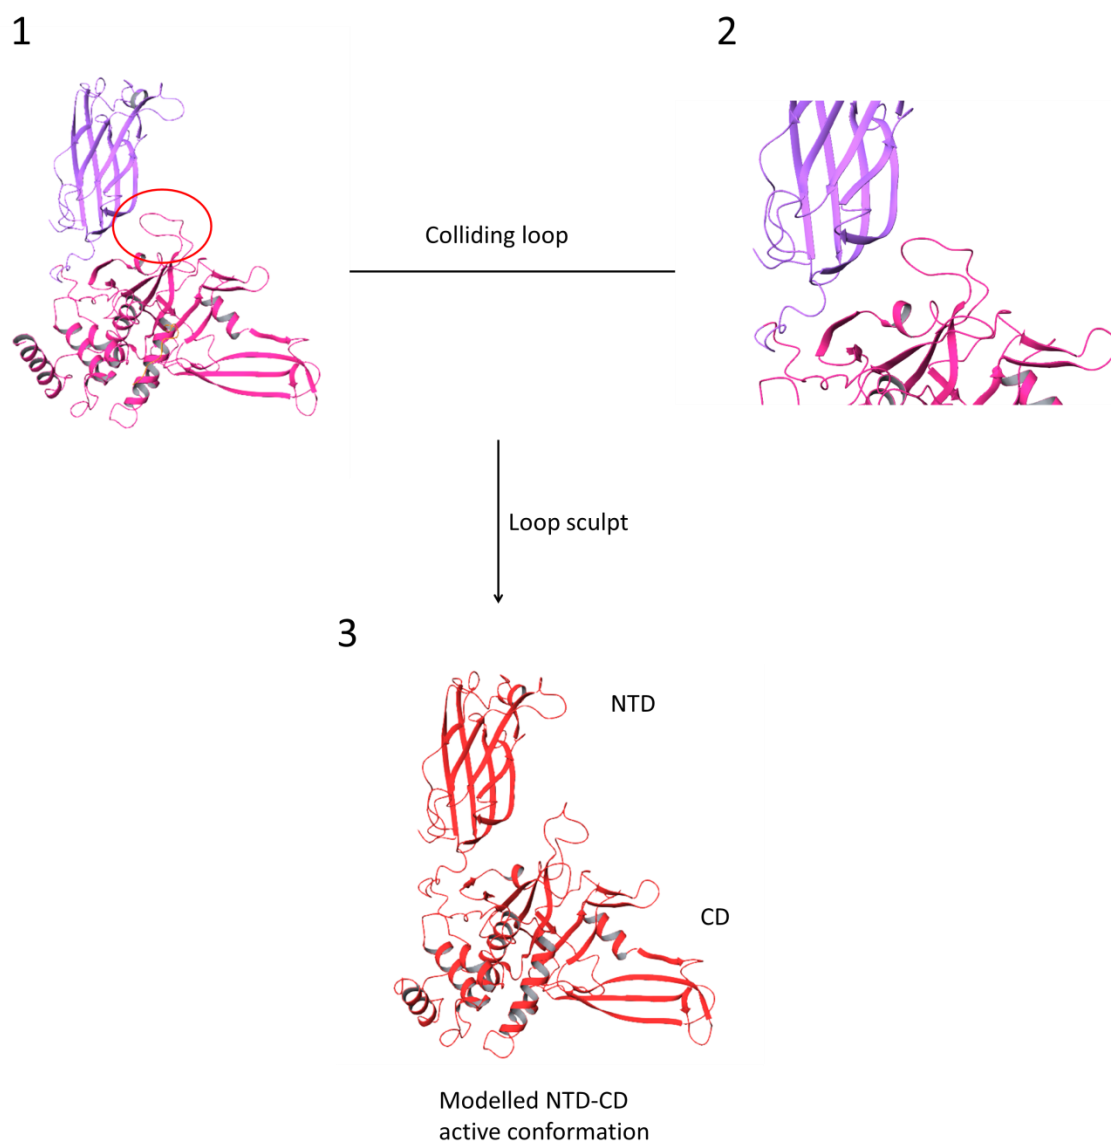 1
2
Colliding loop
Loop sculpt
3
NTD
CD
Modelled NTD-CD
active conformation